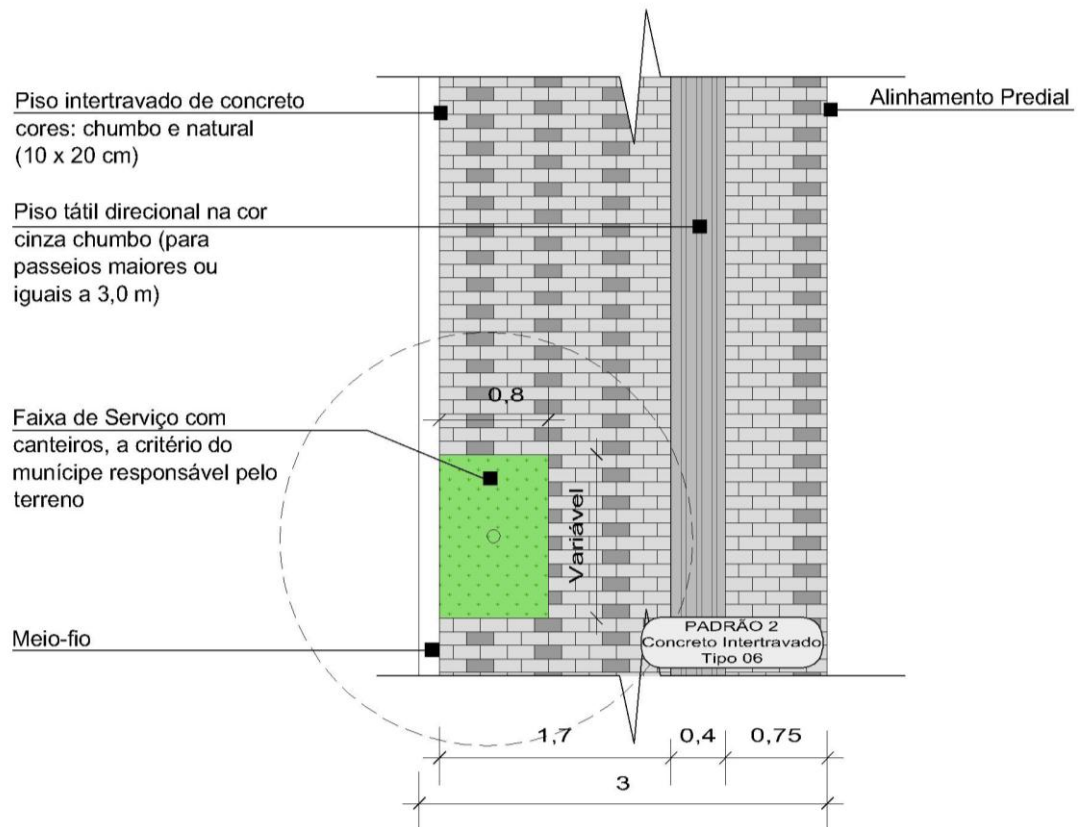 Piso intertravado de concreto
cores: chumbo e natural
(10 x 20 cm)
Alinhamento Predial
Piso tátil direcional na cor
cinza chumbo (para
passeios maiores ou
iguais a 3,0 m)
0,8
Faixa de Serviço com
canteiros, a critério do
munícipe responsável pelo
terreno
Variável
Meio-fio
PADRÃO 2
Concreto Intertravado
Tipo 06
1,7
0,4
0,75
3